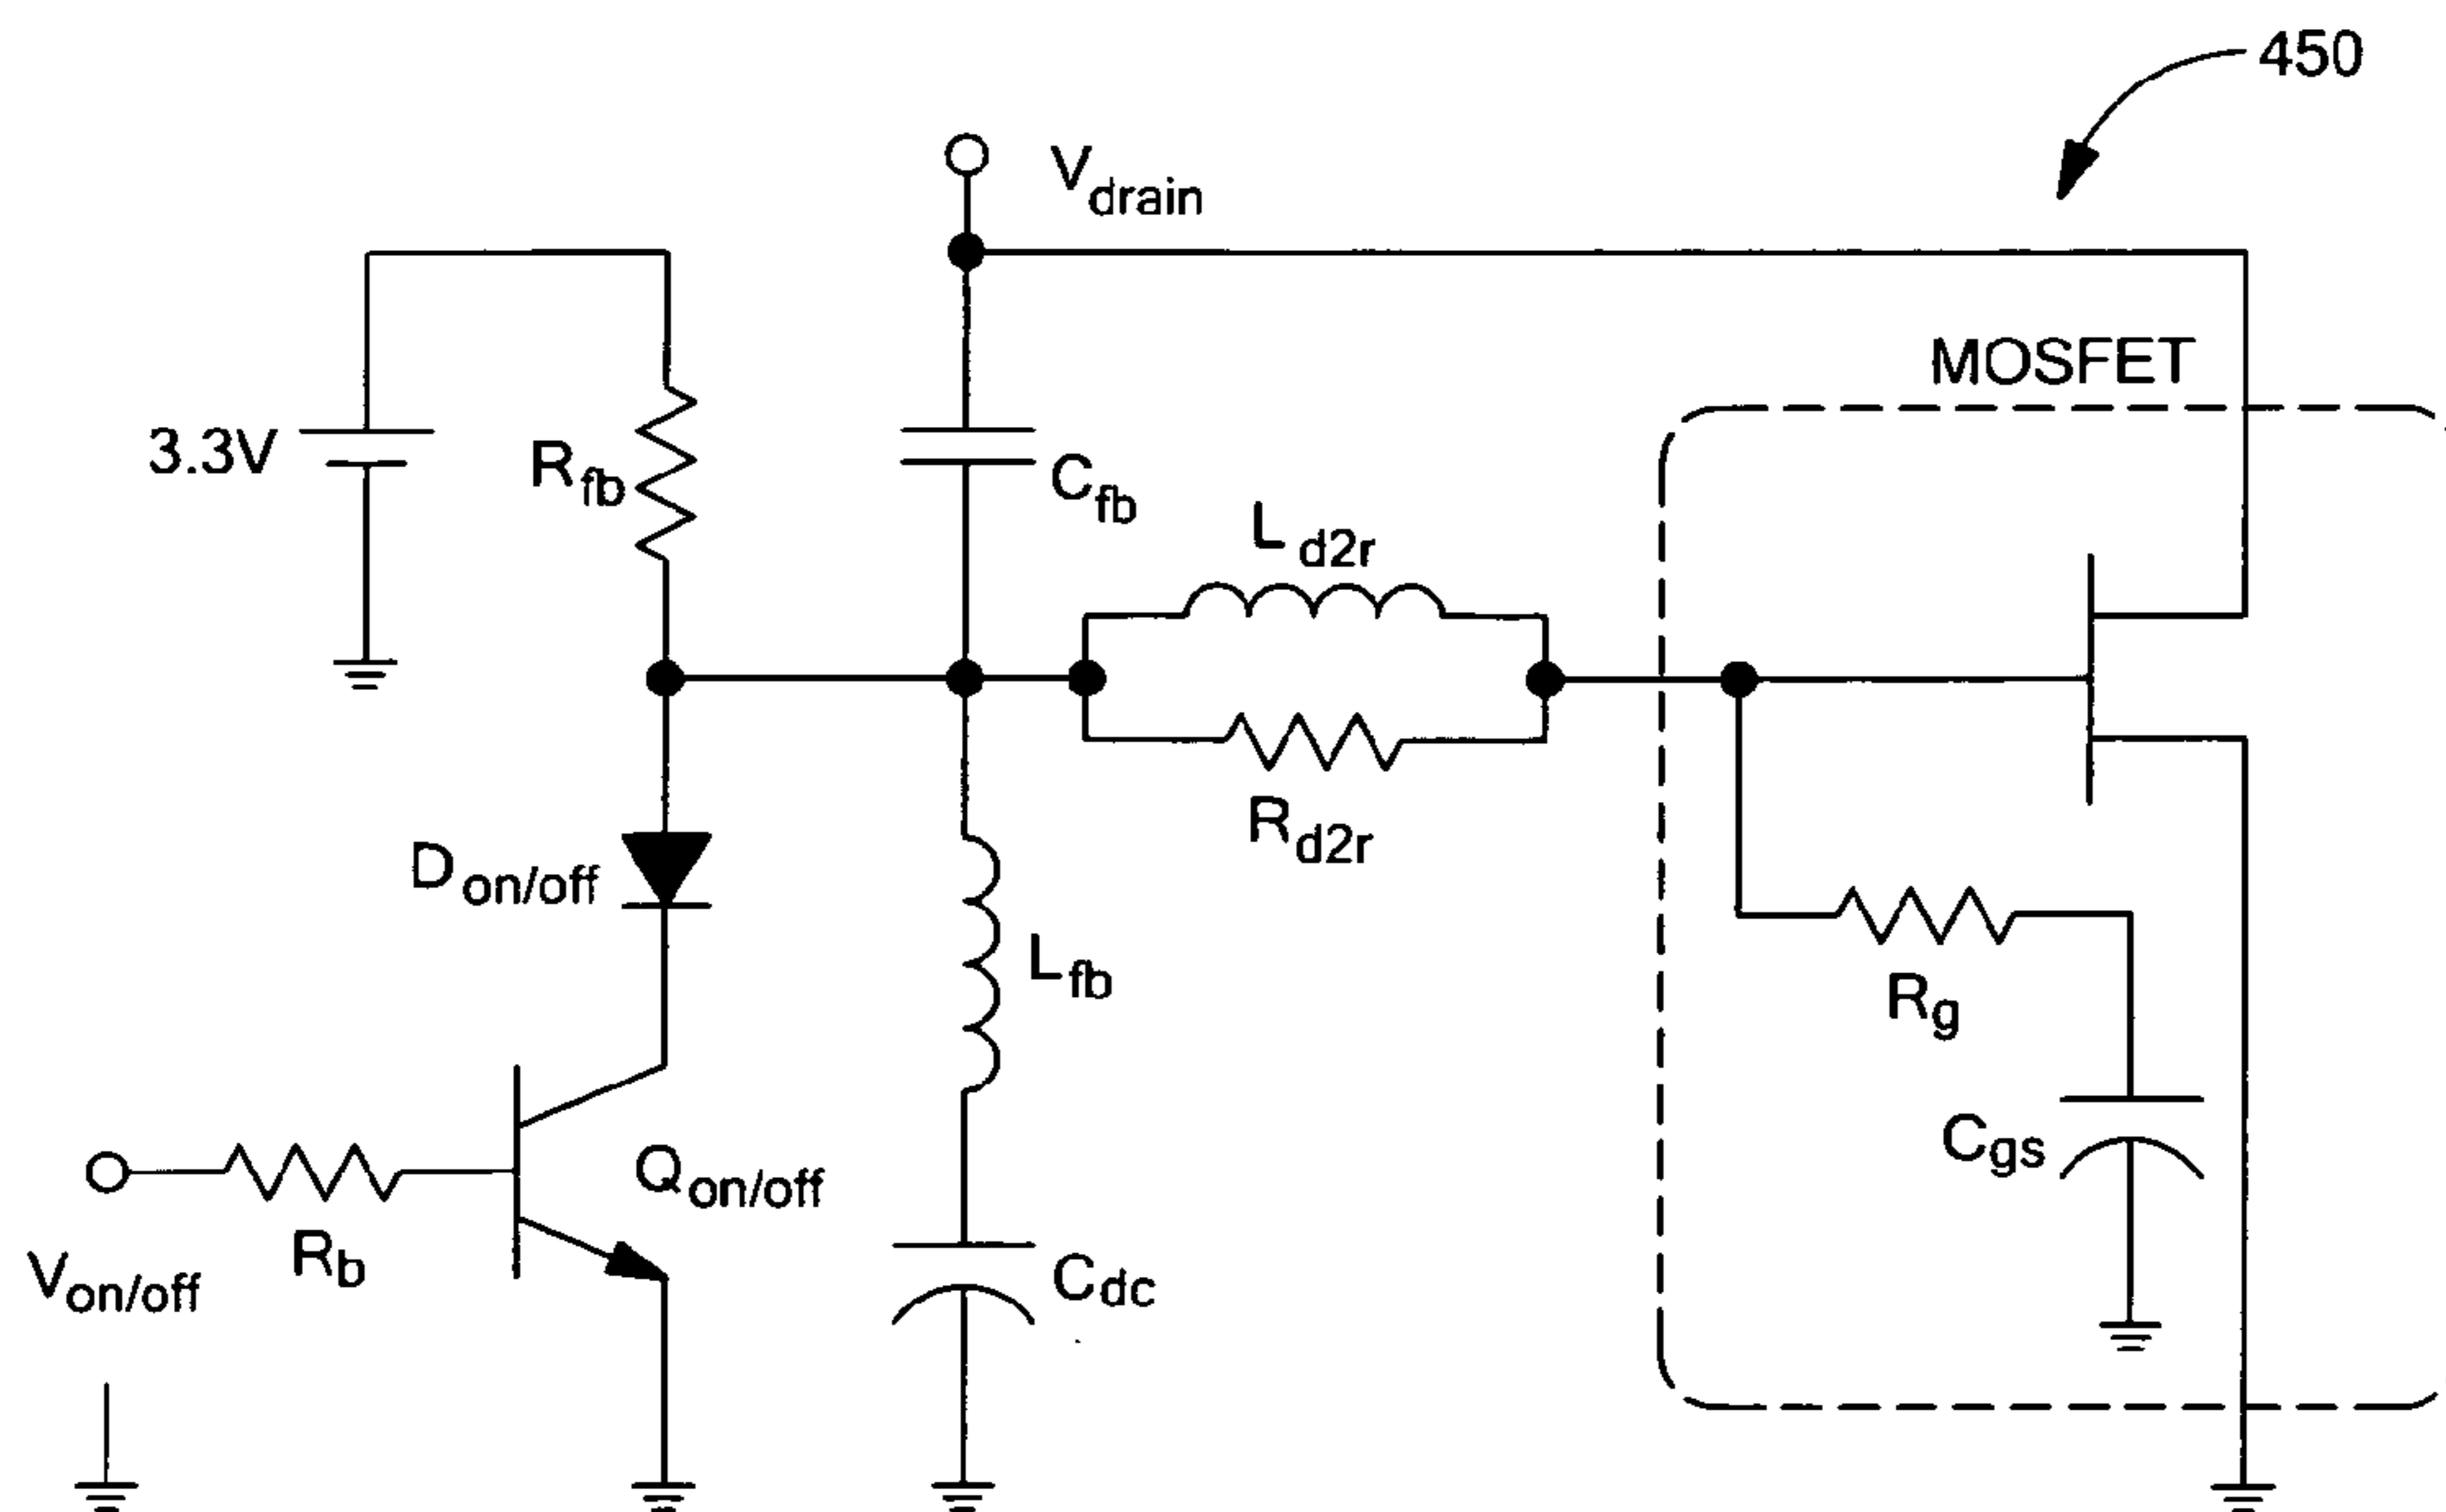 450
Vdrain
MOSFET
3.3V
Rfb
Cfb
Ld2r
Rd2r
Don/off
Lfb
Rg
Cgs
Qon/off
Rb
Von/off
Cdc